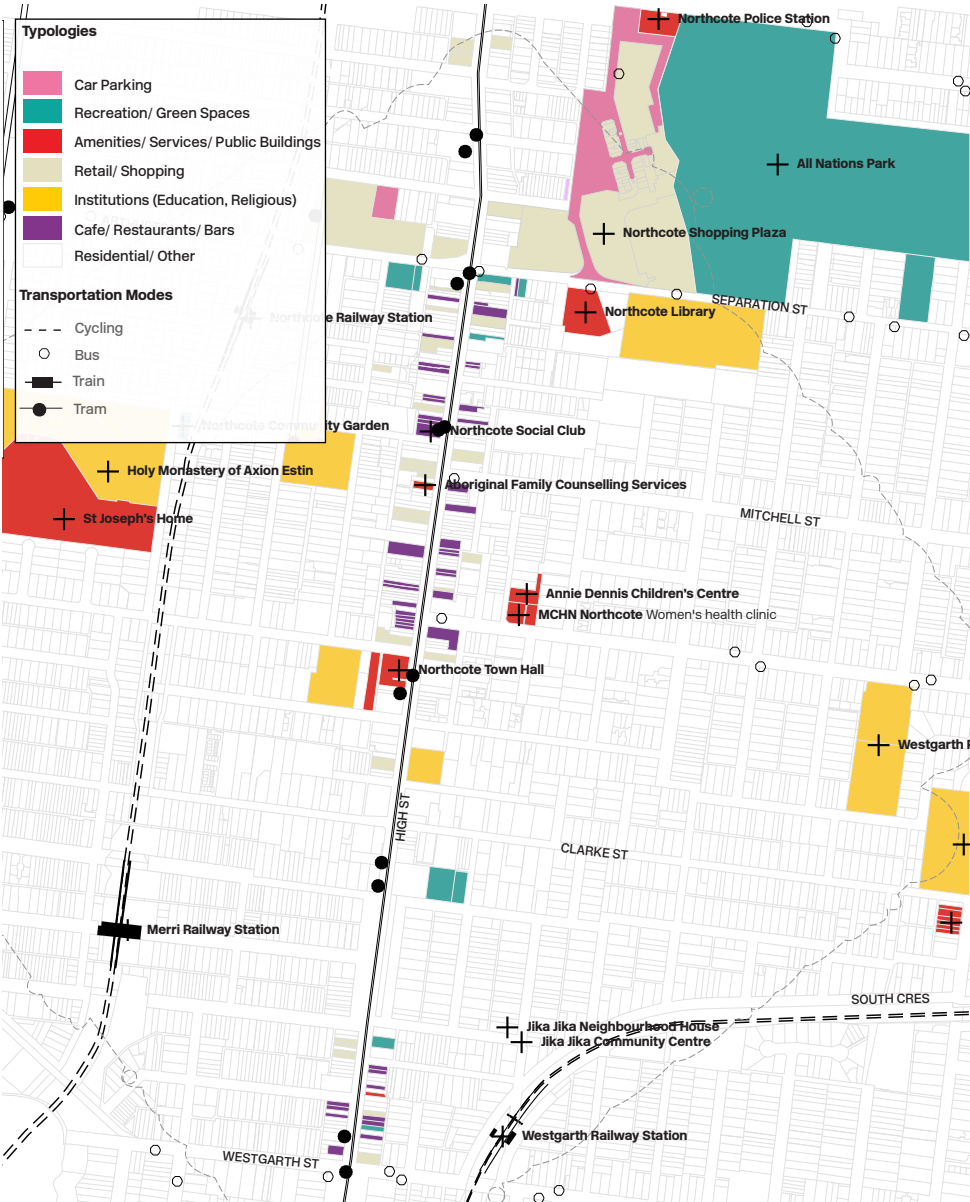 Typologies
Car Parking
Recreation/ Green Spaces
Amenities/ Services/ Public Buildings
Retail/ Shopping
Institutions (Education, Religious)
Cafe/ Restaurants/ Bars
Residential/ Other
Transportation Modes
Cycling
Bus
Train
Tram
Northcote Police Station
All Nations Park
Northcote Shopping Plaza
SEPARATION ST
Northcote Library
Northcote Railway Station
Northcote Community Garden
Northcote Social Club
Holy Monastery of Axion Estin
Aboriginal Family Counselling Services
St Joseph's Home
MITCHELL ST
Annie Dennis Children's Centre
MCHN Northcote Women's health clinic
Northcote Town Hall
Westgarth
HIGH ST
CLARKE ST
Merri Railway Station
SOUTH CRES
Jika Jika Neighbourhood House
Jika Jika Community Centre
Westgarth Railway Station
WESTGARTH ST